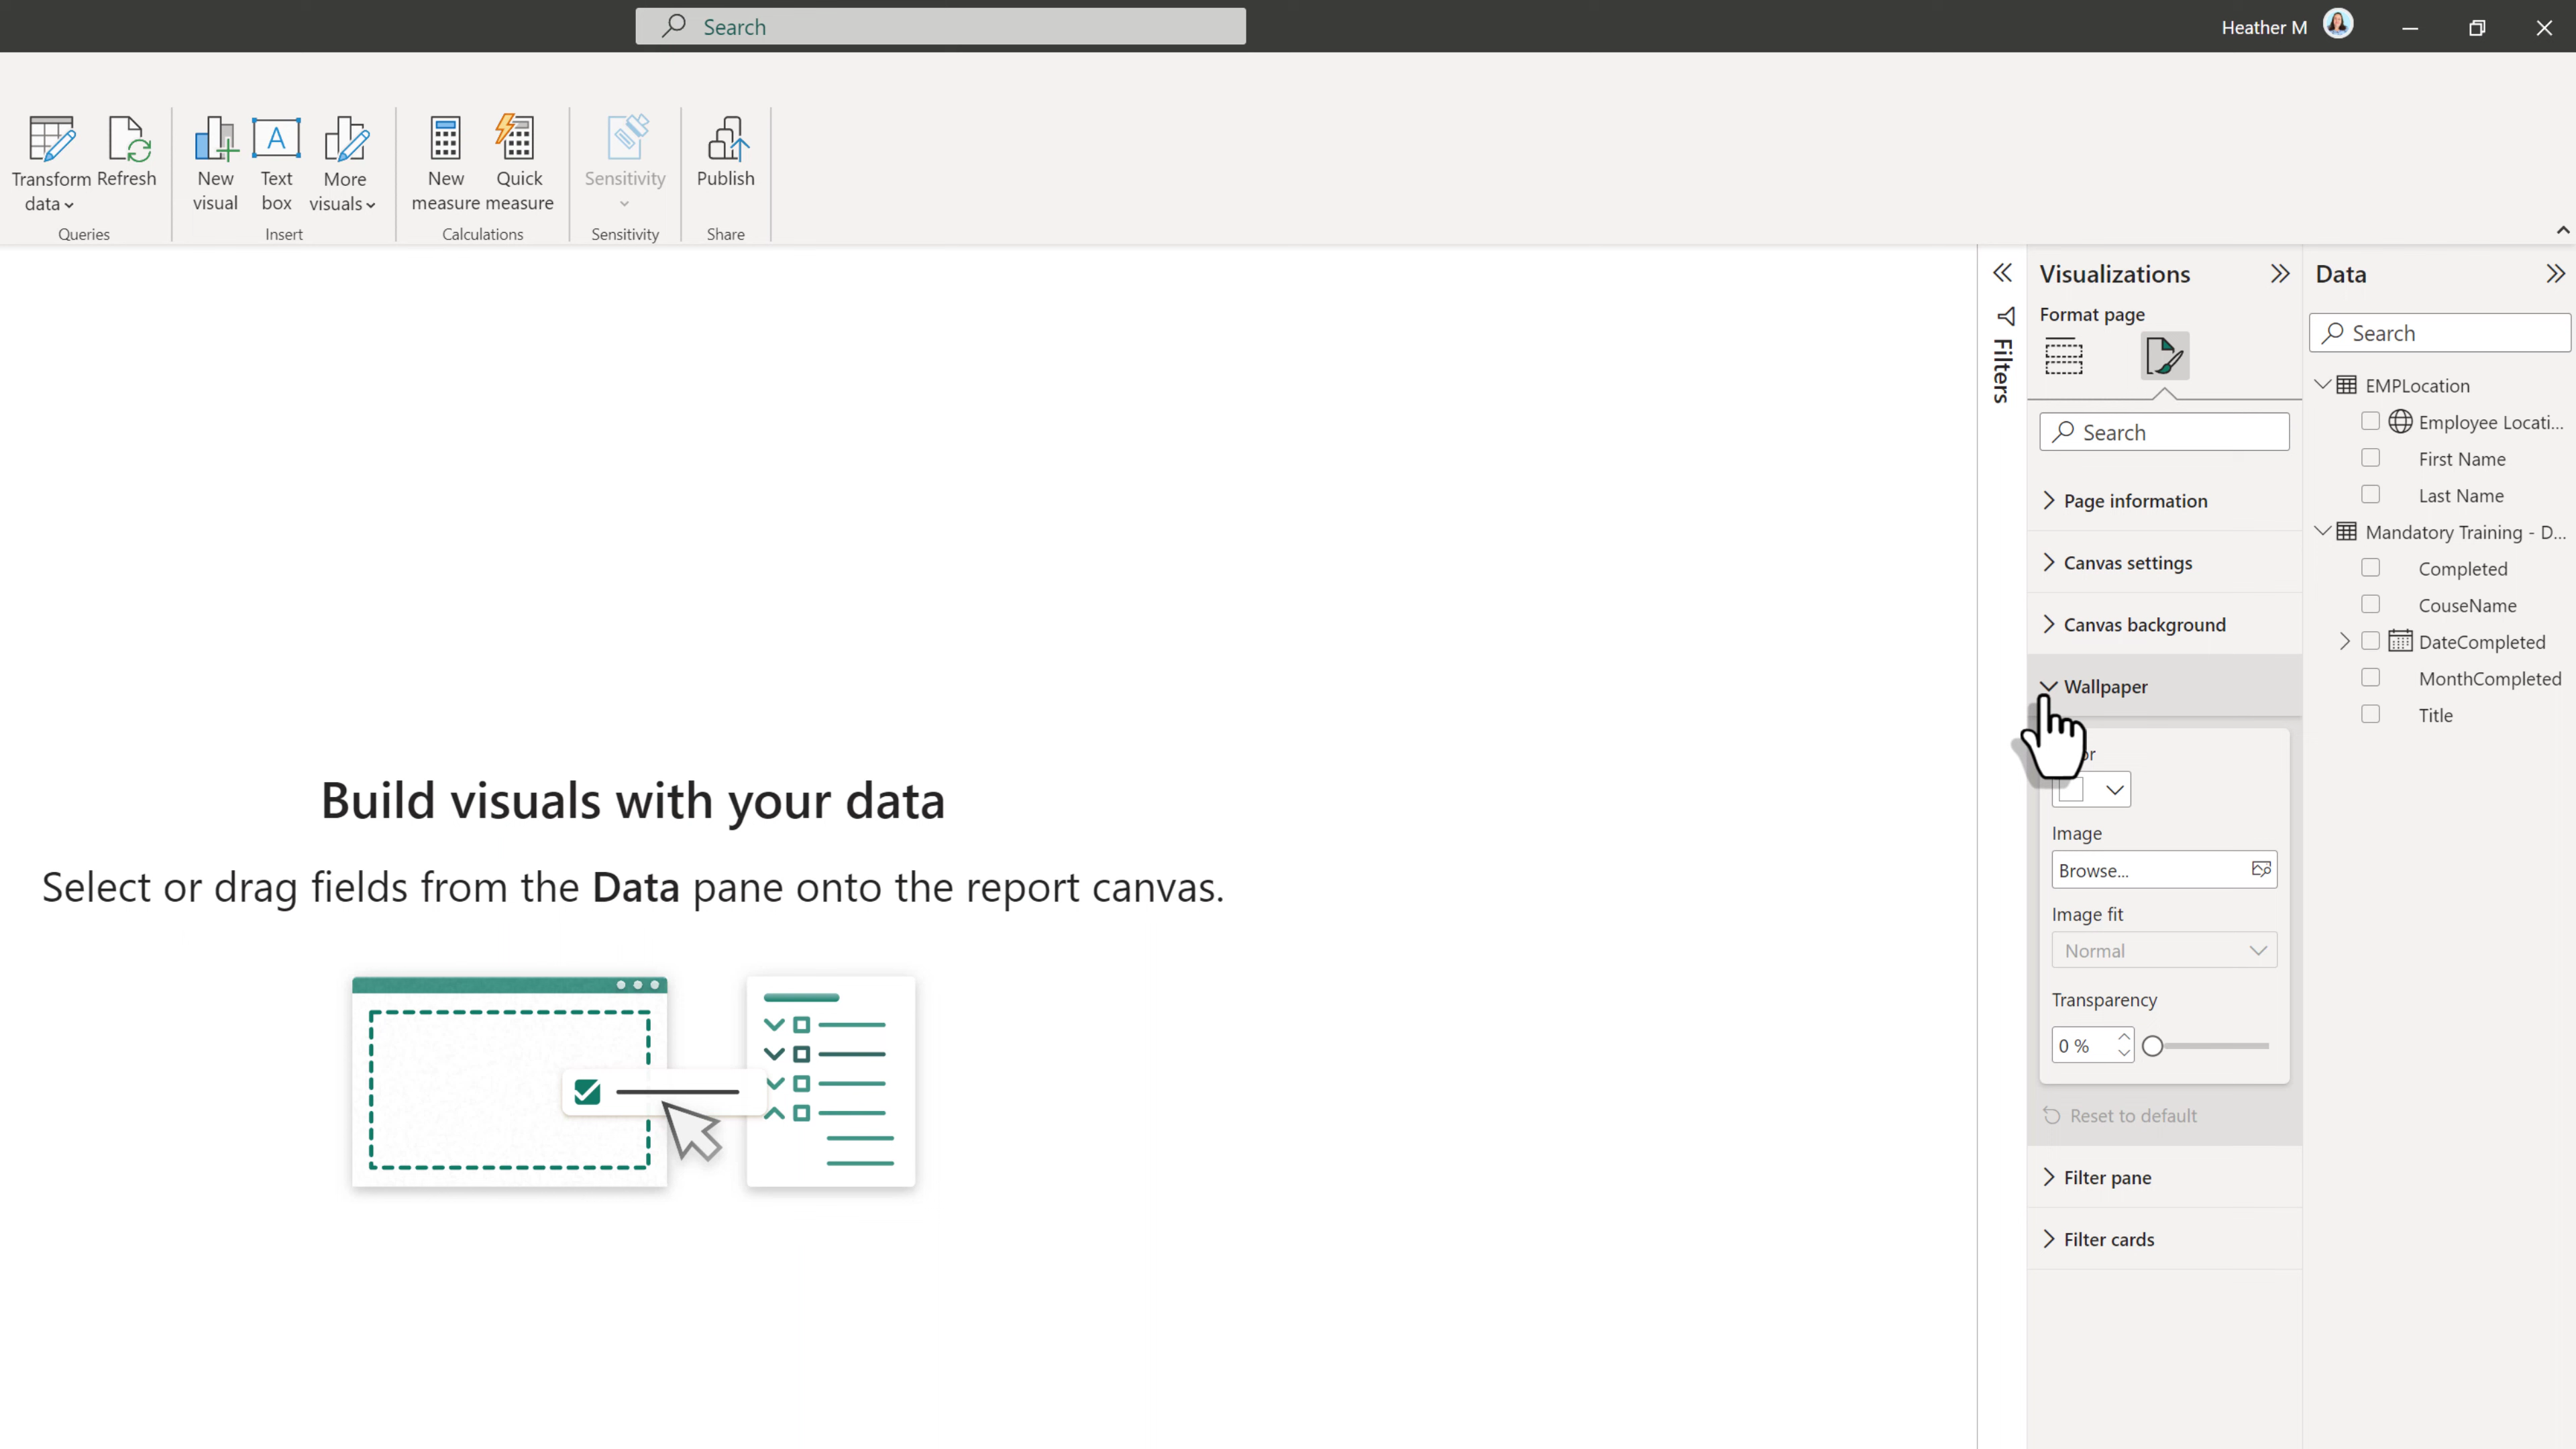 Search
Heather M
Transform data
Refresh
Queries
New visual
Text box
More visuals
Insert
New measure
Quick measure
Calculations
Sensitivity
Sensitivity
Publish
Share
Build visuals with your data
Select or drag fields from the Data pane onto the report canvas.
Filters
Visualizations
Format page
Search
Page information
Canvas settings
Canvas background
Wallpaper
Image
Browse...
Image fit
Normal
Transparency
0 %
Reset to default
Filter pane
Filter cards
Data
Search
EMPLocation
Employee Locati...
First Name
Last Name
Mandatory Training - D...
Completed
CouseName
DateCompleted
MonthCompleted
Title